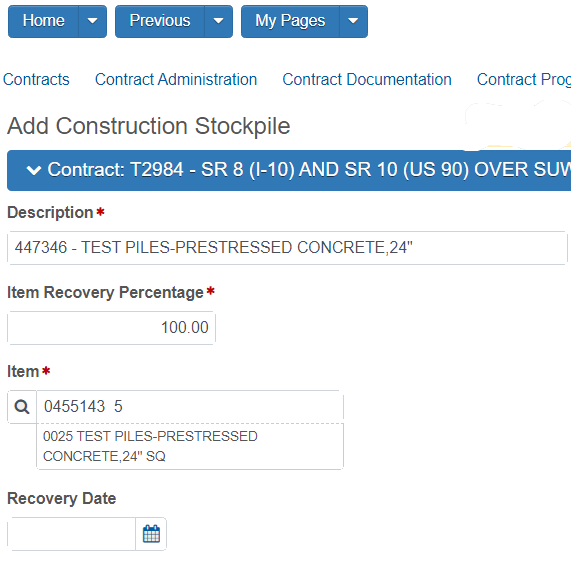 Home Previous My Pages
Contracts Contract Administration Contract Documentation Contract Prog
Add Construction Stockpile
Contract: T2984 - SR 8 (I-10) AND SR 10 (US 90) OVER SUW
Description*
447346 - TEST PILES-PRESTRESSED CONCRETE,24"
Item Recovery Percentage*
100.00
Item*
0455143 5
0025 TEST PILES-PRESTRESSED
CONCRETE,24" SQ
Recovery Date